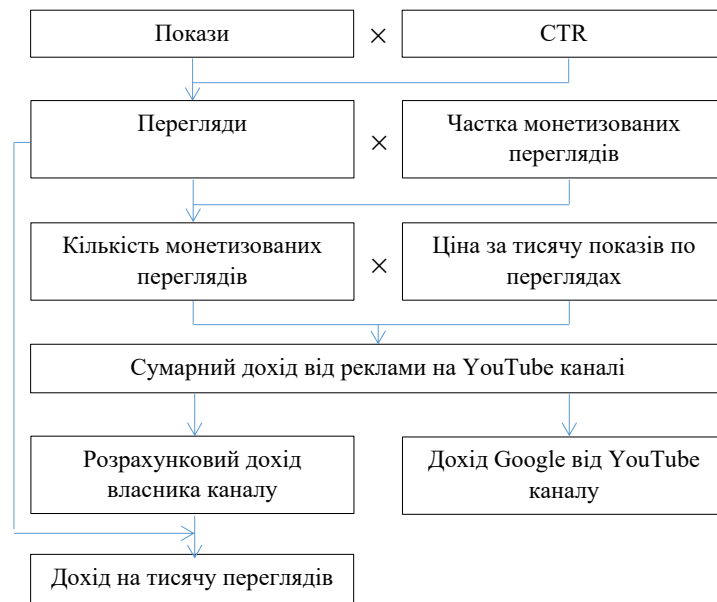 Покази × CTR
Перегляди × Частка монетизованих
переглядів
Кількість монетизованих
переглядів
×
Ціна за тисячу показів по
переглядах
Сумарний дохід від реклами на YouTube каналі
Розрахунковий дохід
власника каналу
Дохід Google від YouTube
каналу
Дохід на тисячу переглядів